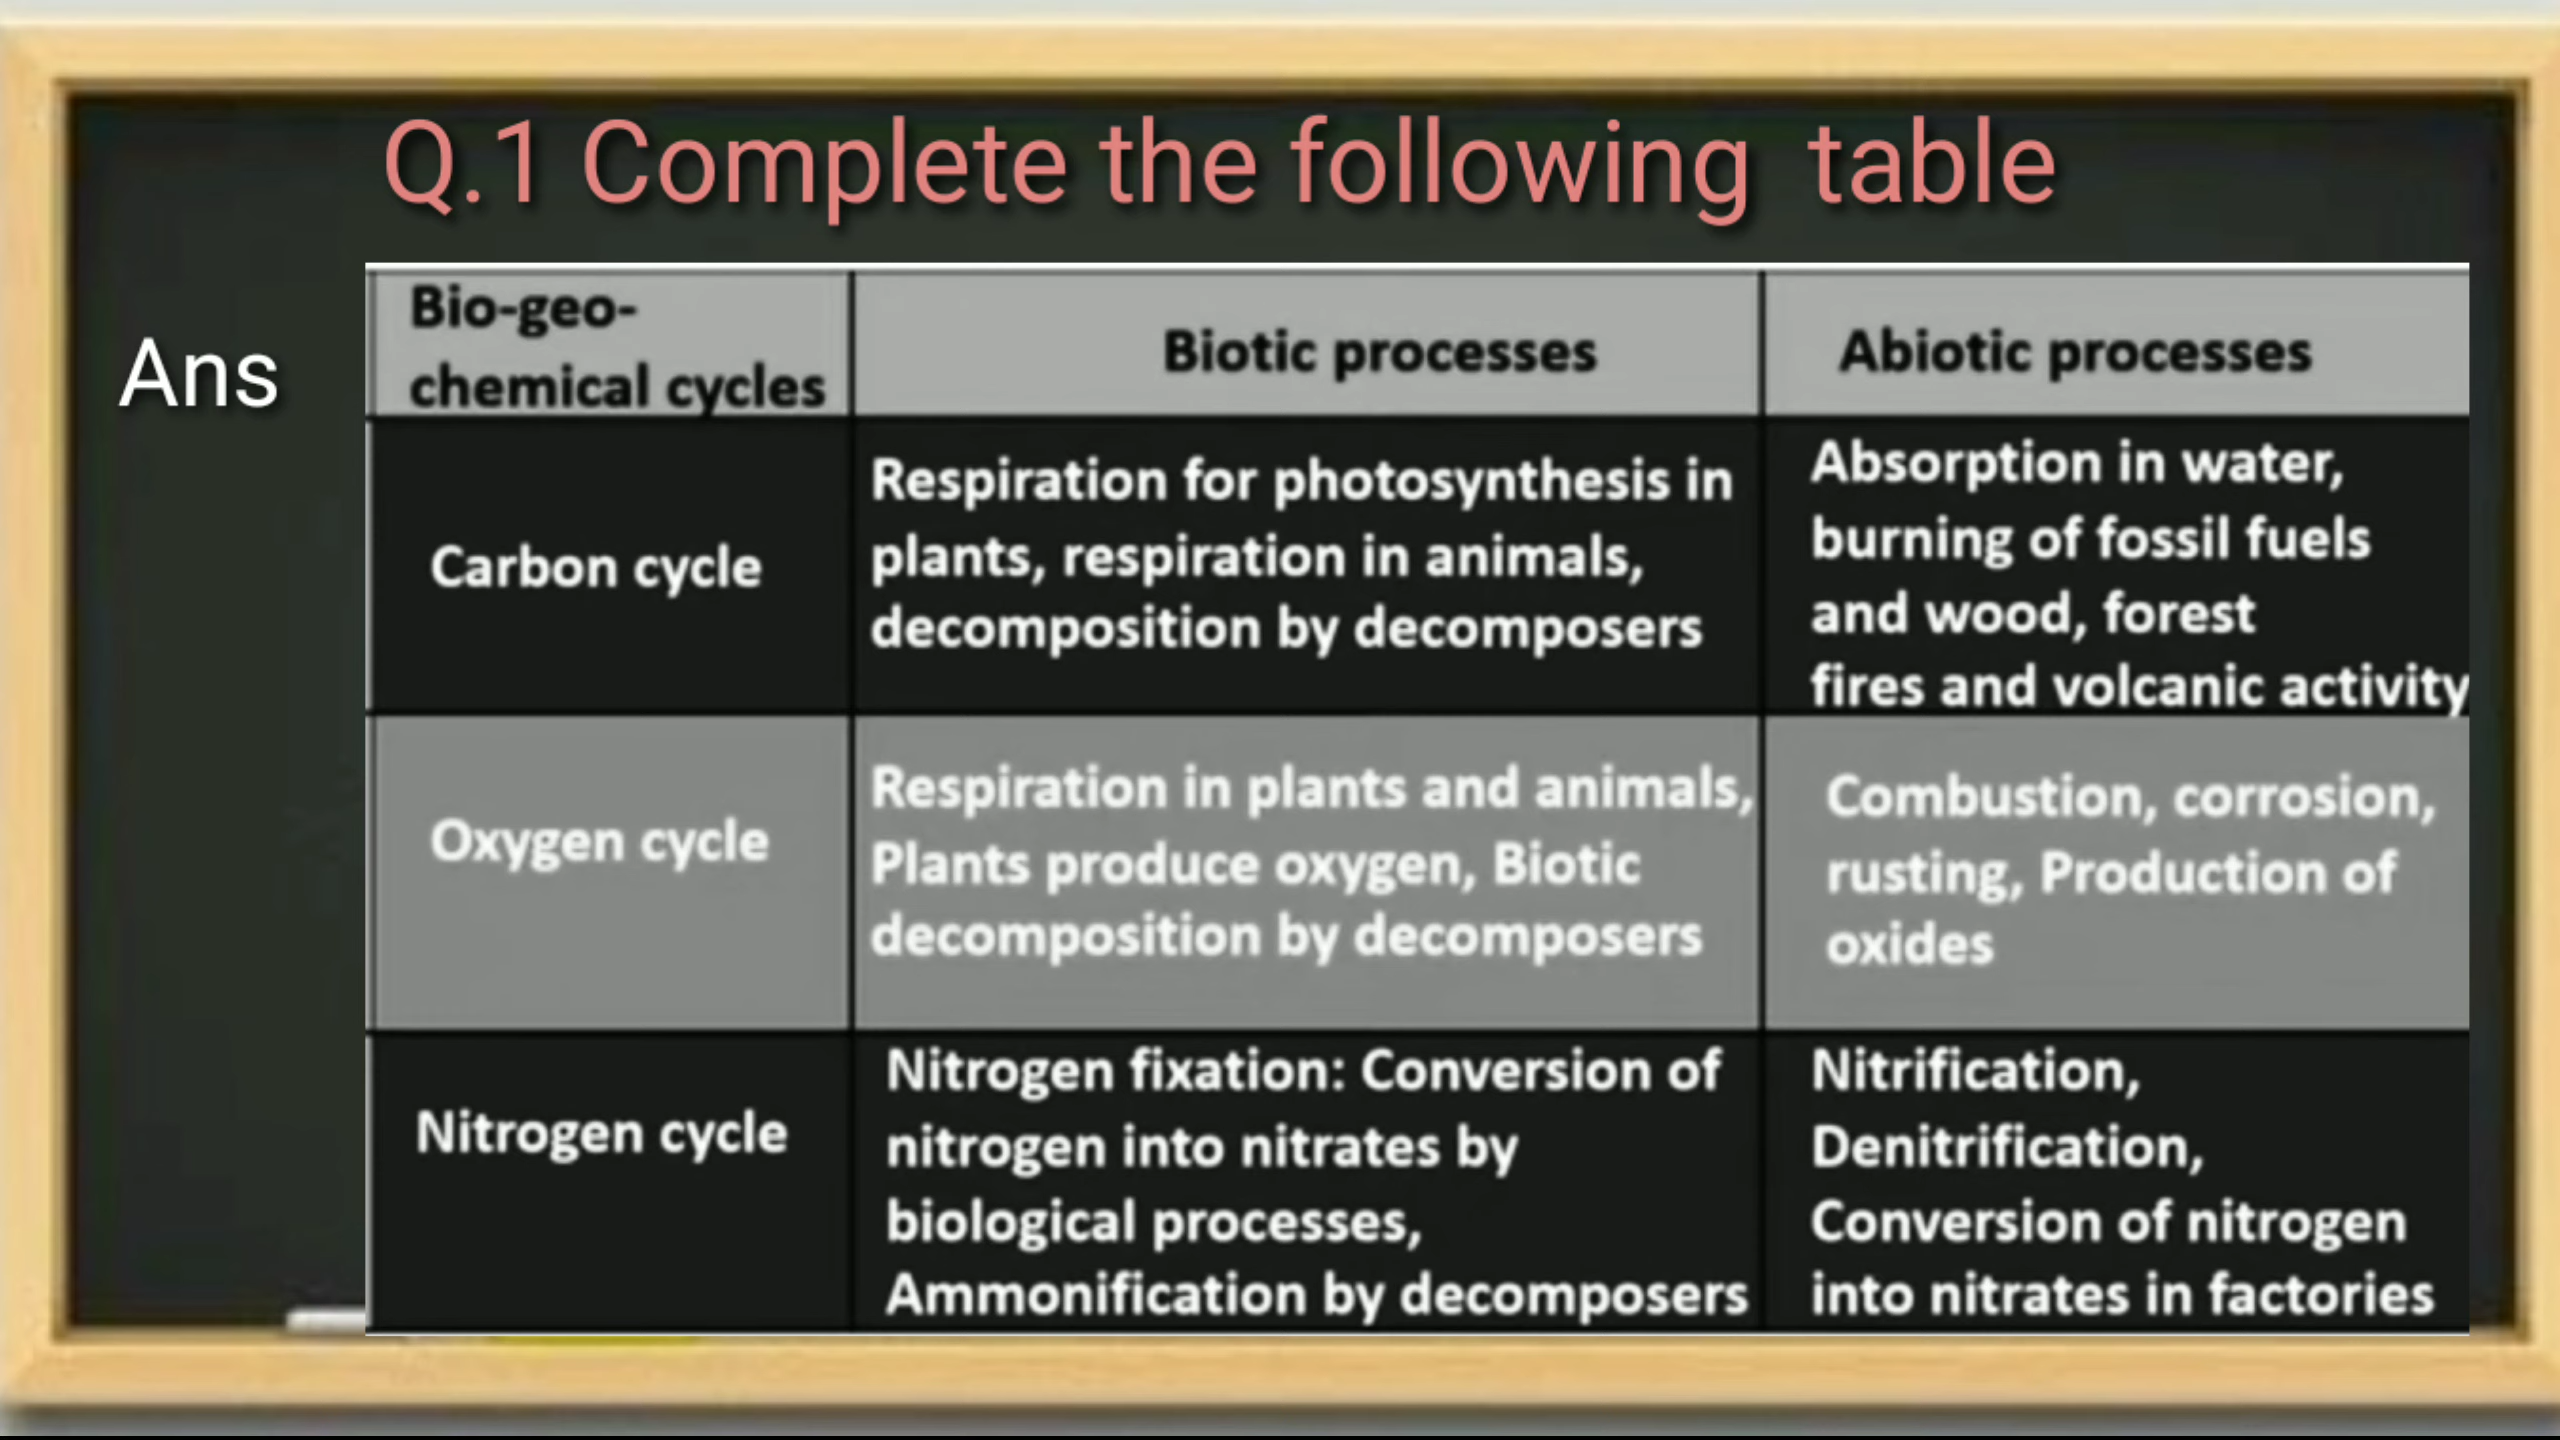 Q.1 Complete the following table
Ans
Bio-geo-
chemical cycles
Biotic processes
Abiotic processes
Carbon cycle
Respiration for photosynthesis in
plants, respiration in animals,
decomposition by decomposers
Absorption in water,
burning of fossil fuels
and wood, forest
fires and volcanic activity
Oxygen cycle
Respiration in plants and animals,
Plants produce oxygen, Biotic
decomposition by decomposers
Combustion, corrosion,
rusting, Production of
oxides
Nitrogen cycle
Nitrogen fixation: Conversion of
nitrogen into nitrates by
biological processes,
Ammonification by decomposers
Nitrification,
Denitrification,
Conversion of nitrogen
into nitrates in factories